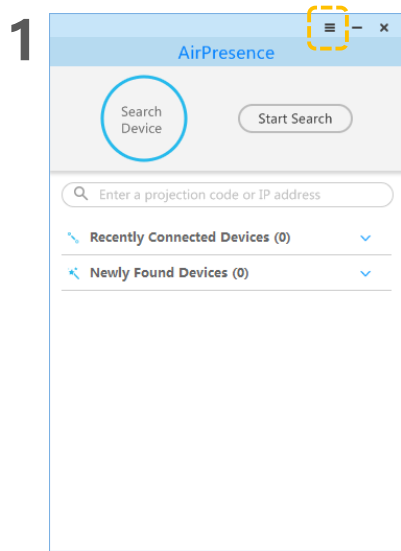 1
AirPresence
Search
Device
Start Search
Enter a projection code or IP address
Recently Connected Devices (0)
Newly Found Devices (0)